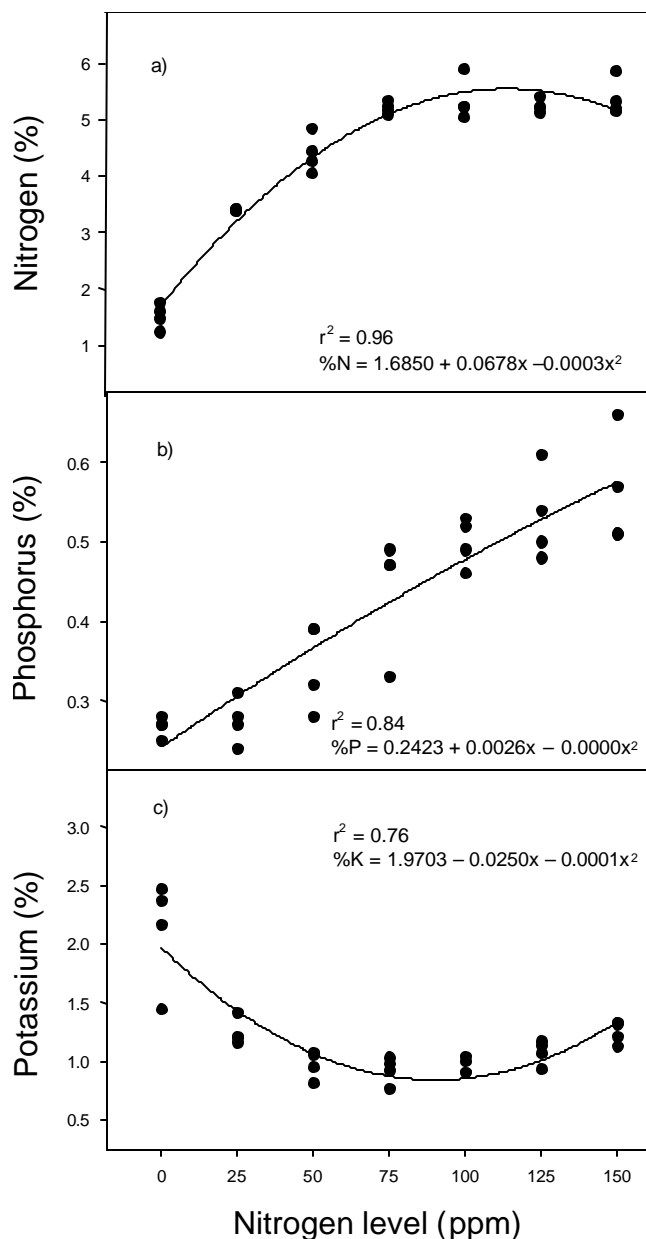 a)
6
5
4
3
2
1
Nitrogen (%)
r² = 0.96
%N = 1.6850 + 0.0678x –0.0003x²
b)
0.6
0.5
0.4
0.3
Phosphorus (%)
r² = 0.84
%P = 0.2423 + 0.0026x – 0.0000x²
c)
3.0
2.5
2.0
1.5
1.0
0.5
Potassium (%)
r² = 0.76
%K = 1.9703 – 0.0250x – 0.0001x²
0 25 50 75 100 125 150
Nitrogen level (ppm)